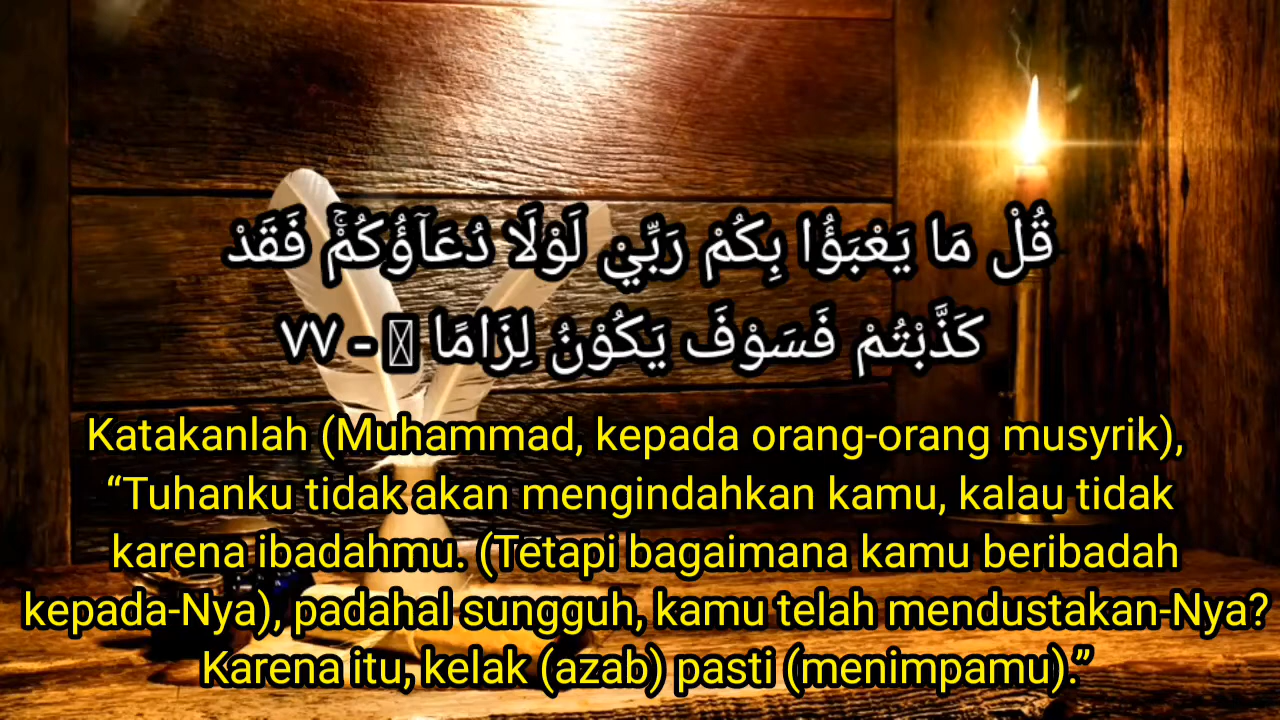 قُلْ مَا يَعْبَؤُا بِكُمْ رَبِّيْ لَوْلَا دُعَاۤؤُكُمْۚ فَقَدْ
كَذَّبْتُمْ فَسَوْفَ يَكُوْنُ لِزَامًا - ٧٧
Katakanlah (Muhammad, kepada orang-orang musyrik),
“Tuhanku tidak akan mengindahkan kamu, kalau tidak
karena ibadahmu. (Tetapi bagaimana kamu beribadah
kepada-Nya), padahal sungguh, kamu telah mendustakan-Nya?
Karena itu, kelak (azab) pasti (menimpamu).”